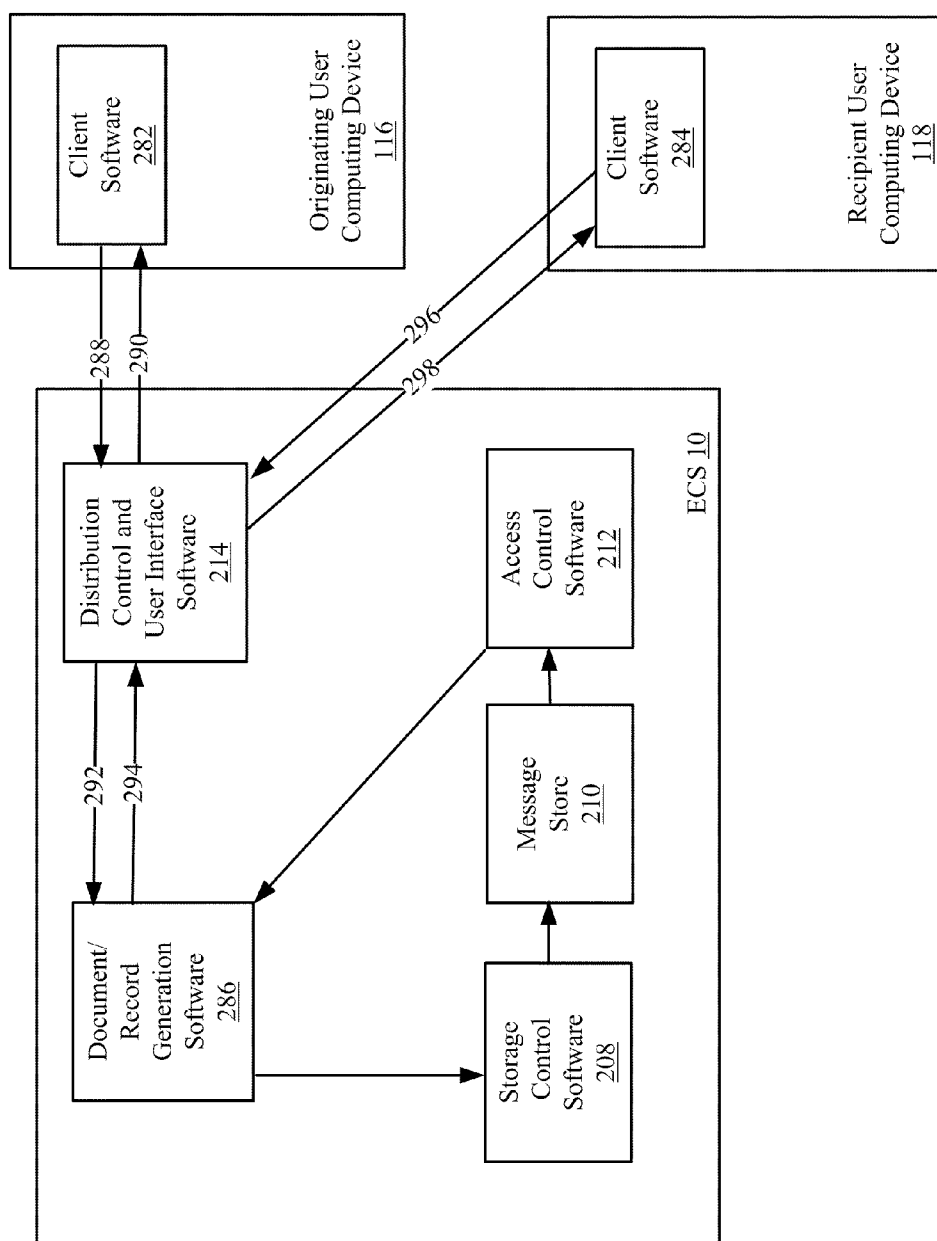 Document/
Record
Generation
Software
286
292
294
Distribution
Control and
User Interface
Software
214
288
290
Client
Software
282
Originating User
Computing Device
116
296
298
Storage
Control
Software
208
Message
Storc
210
Access
Control
Software
212
ECS 10
Client
Software
284
Recipient User
Computing Device
118